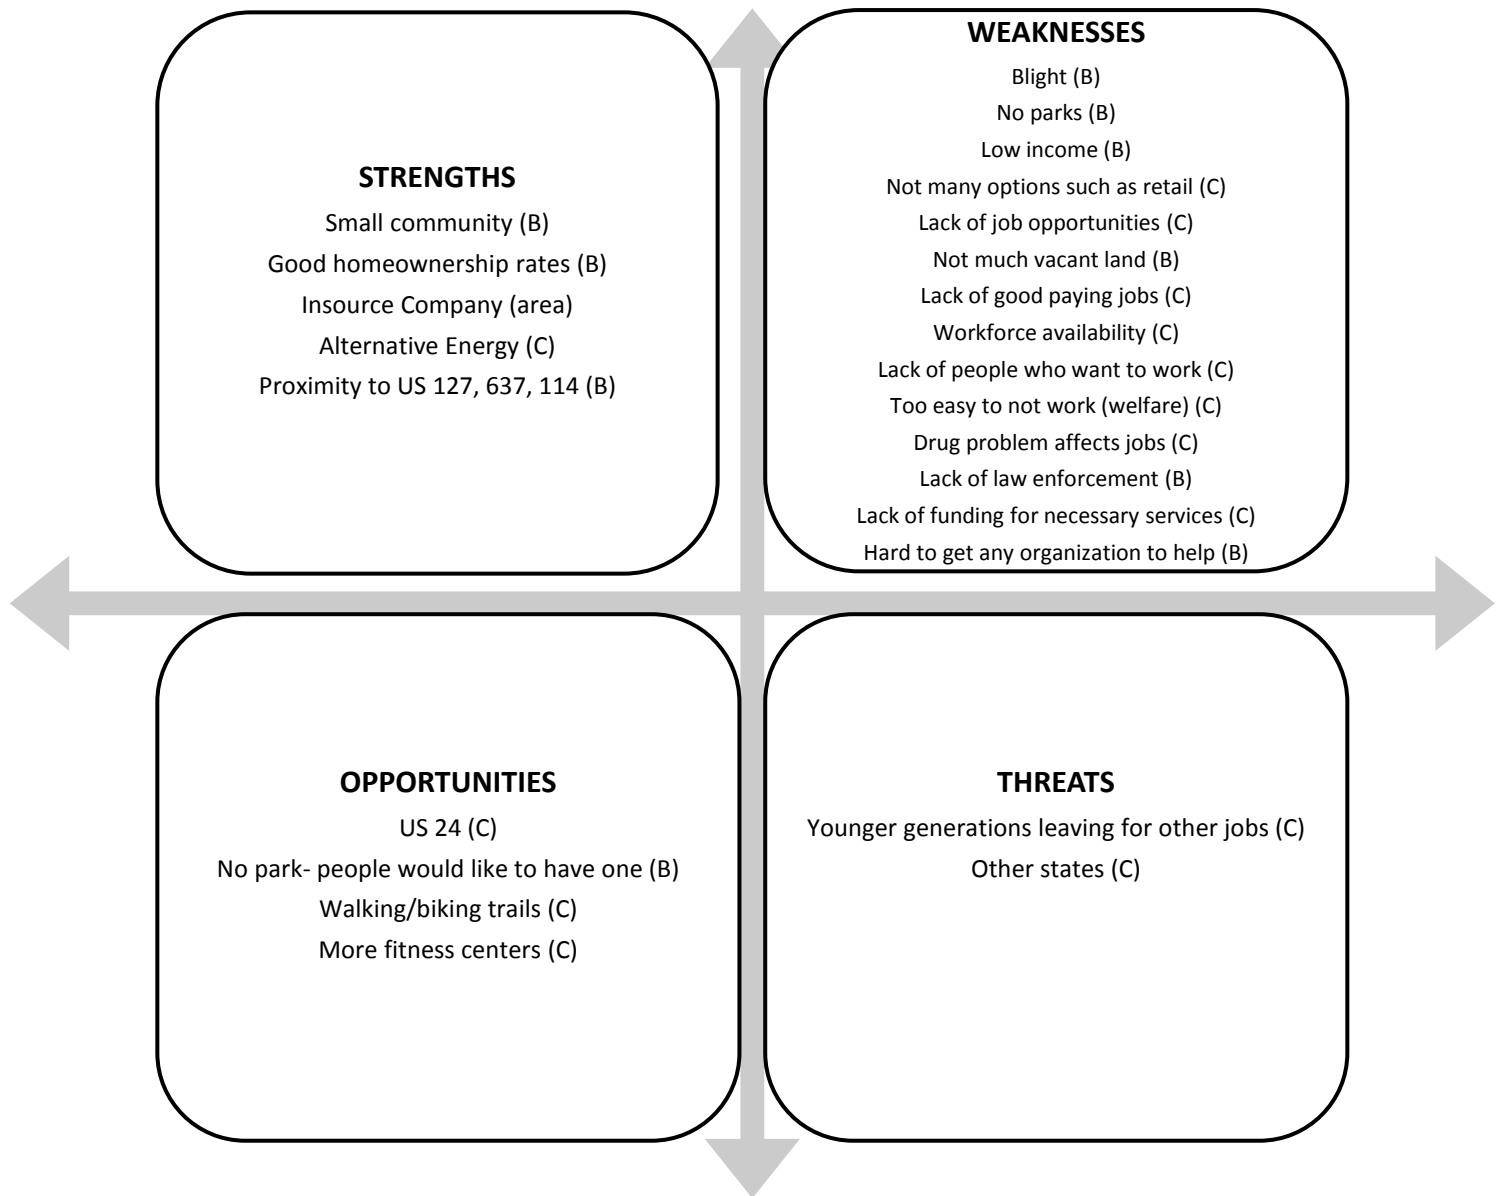 STRENGTHS
Small community (B)
Good homeownership rates (B)
Insource Company (area)
Alternative Energy (C)
Proximity to US 127, 637, 114 (B)
WEAKNESSES
Blight (B)
No parks (B)
Low income (B)
Not many options such as retail (C)
Lack of job opportunities (C)
Not much vacant land (B)
Lack of good paying jobs (C)
Workforce availability (C)
Lack of people who want to work (C)
Too easy to not work (welfare) (C)
Drug problem affects jobs (C)
Lack of law enforcement (B)
Lack of funding for necessary services (C)
Hard to get any organization to help (B)
OPPORTUNITIES
US 24 (C)
No park- people would like to have one (B)
Walking/biking trails (C)
More fitness centers (C)
THREATS
Younger generations leaving for other jobs (C)
Other states (C)